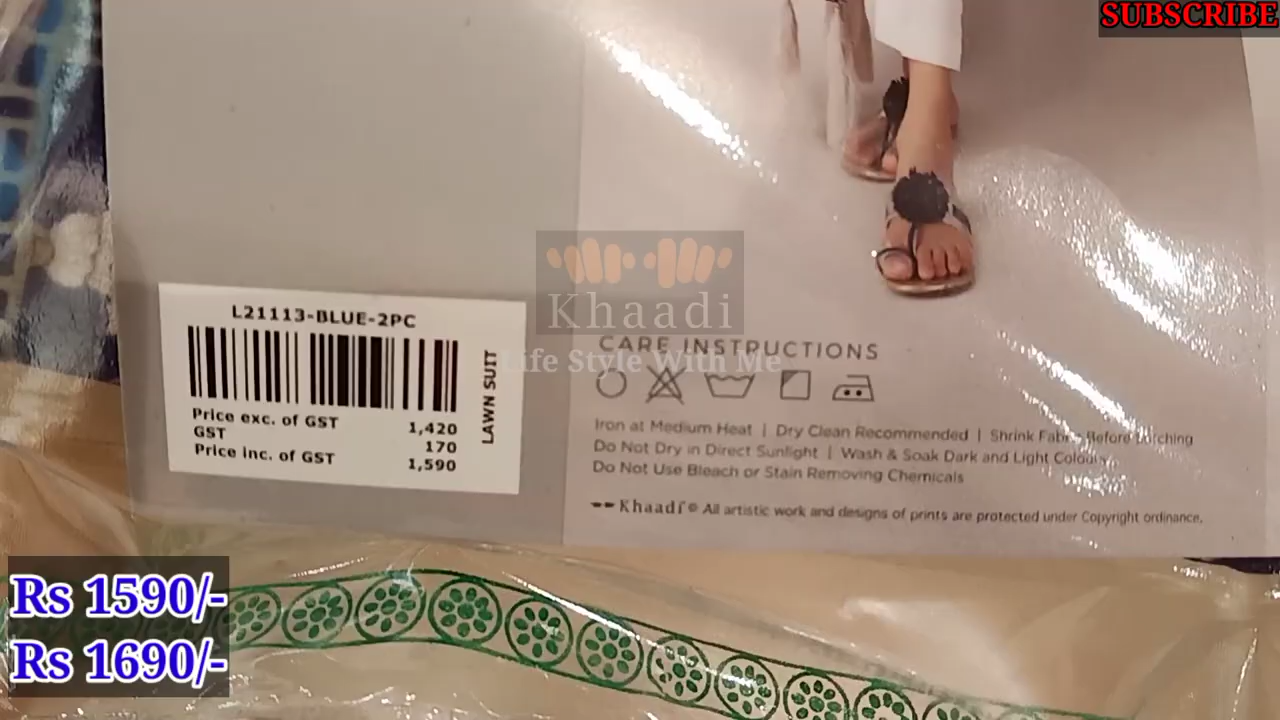 SUBSCRIBE
Khaadi
Life Style With Me
L21113-BLUE-2PC
LAWN SUIT
Price exc. of GST 1,420
GST 170
Price inc. of GST 1,590
CARE INSTRUCTIONS
Iron at Medium Heat | Dry Clean Recommended | Shrink Before
Do Not Dry in Direct Sunlight | Wash & Soak Dark and Light
Do Not Use Bleach or Stain Removing Chemicals
Khaadi® All artistic work and designs of prints are protected under Copyright ordinance.
Rs 1590/-
Rs 1690/-